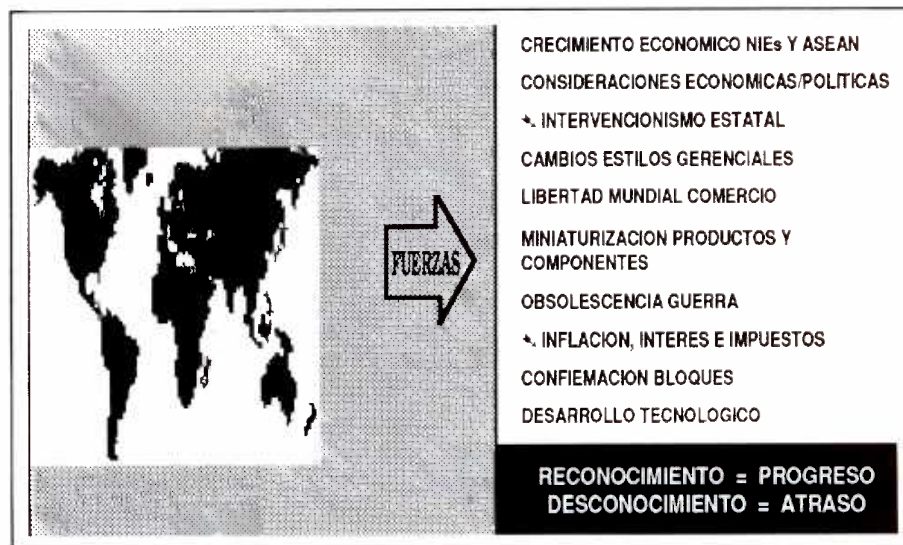 FUERZAS
CRECIMIENTO ECONOMICO NIEs Y ASEAN
CONSIDERACIONES ECONOMICAS/POLITICAS
INTERVENCIONISMO ESTATAL
CAMBIOS ESTILOS GERENCIALES
LIBERTAD MUNDIAL COMERCIO
MINIATURIZACION PRODUCTOS Y
COMPONENTES
OBSOLESCENCIA GUERRA
INFLACION, INTERES E IMPUESTOS
CONFIEMACION BLOQUES
DESARROLLO TECNOLOGICO
RECONOCIMIENTO = PROGRESO
DESCONOCIMIENTO = ATRASO